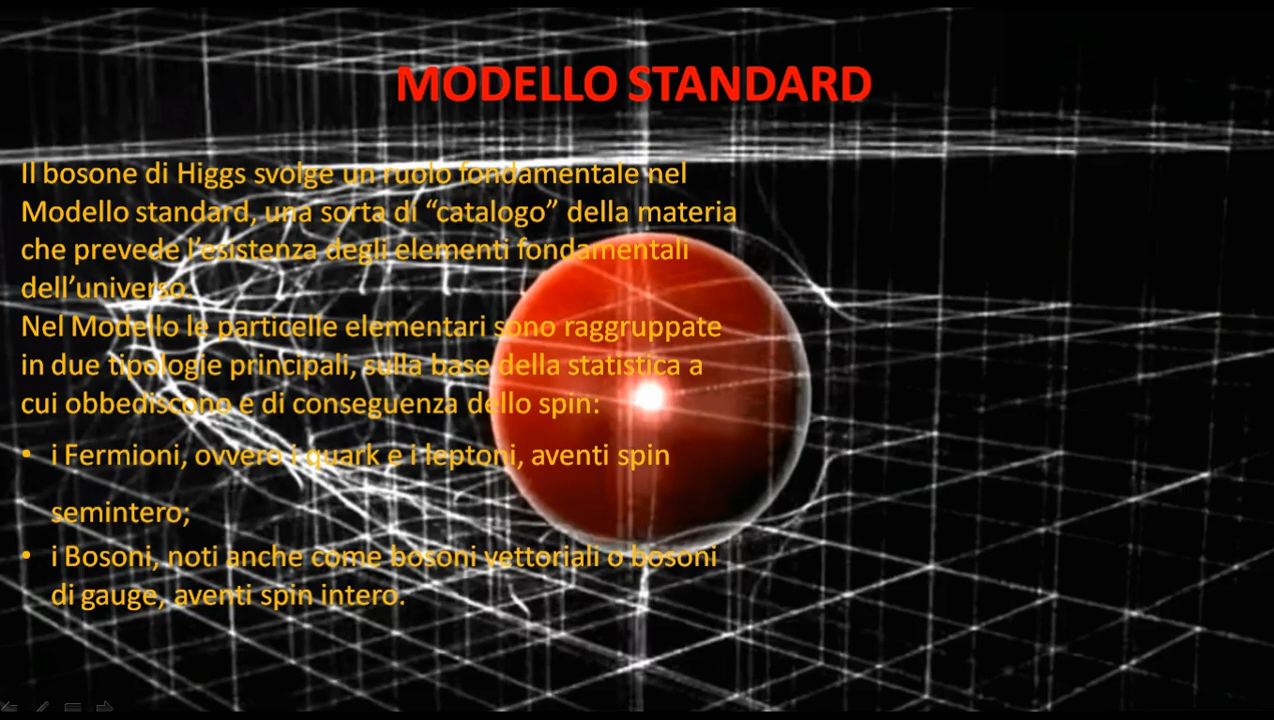 MODELLO STANDARD
Il bosone di Higgs svolge un ruolo fondamentale nel
Modello standard, una sorta di “catalogo” della materia
che prevede l’esistenza degli elementi fondamentali
dell’universo.
Nel Modello le particelle elementari sono raggruppate
in due tipologie principali, sulla base della statistica a
cui obbediscono e di conseguenza dello spin:
• i Fermioni, ovvero i quark e i leptoni, aventi spin
semintero;
• i Bosoni, noti anche come bosoni vettoriali o bosoni
di gauge, aventi spin intero.